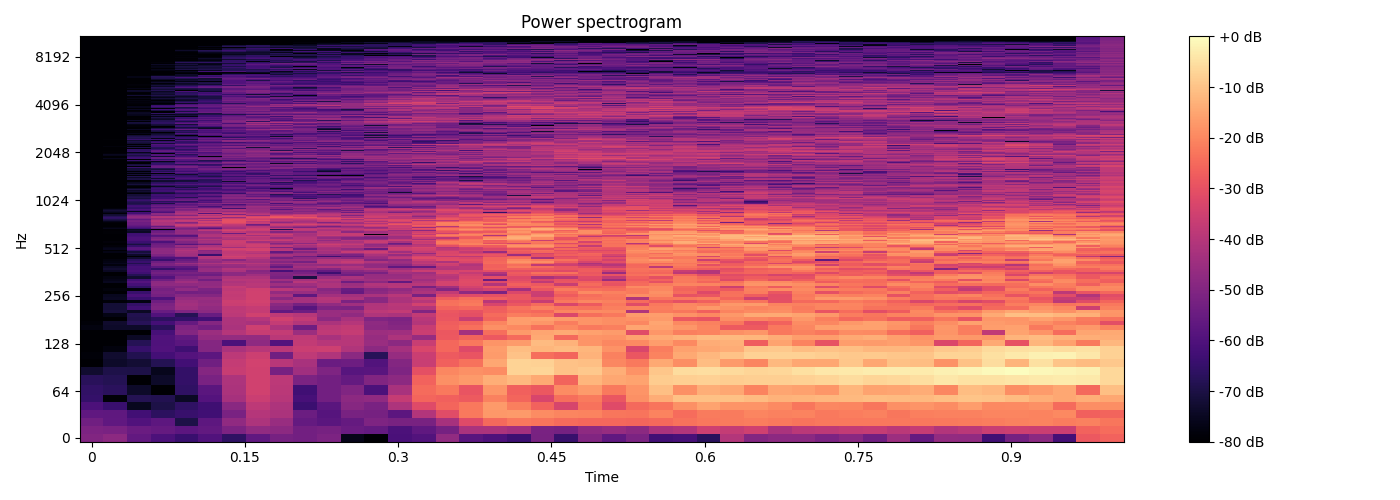 Power spectrogram
Hz
8192
4096
2048
1024
512
256
128
64
0
0 0.15 0.3 0.45 0.6 0.75 0.9
Time
+0 dB
-10 dB
-20 dB
-30 dB
-40 dB
-50 dB
-60 dB
-70 dB
-80 dB